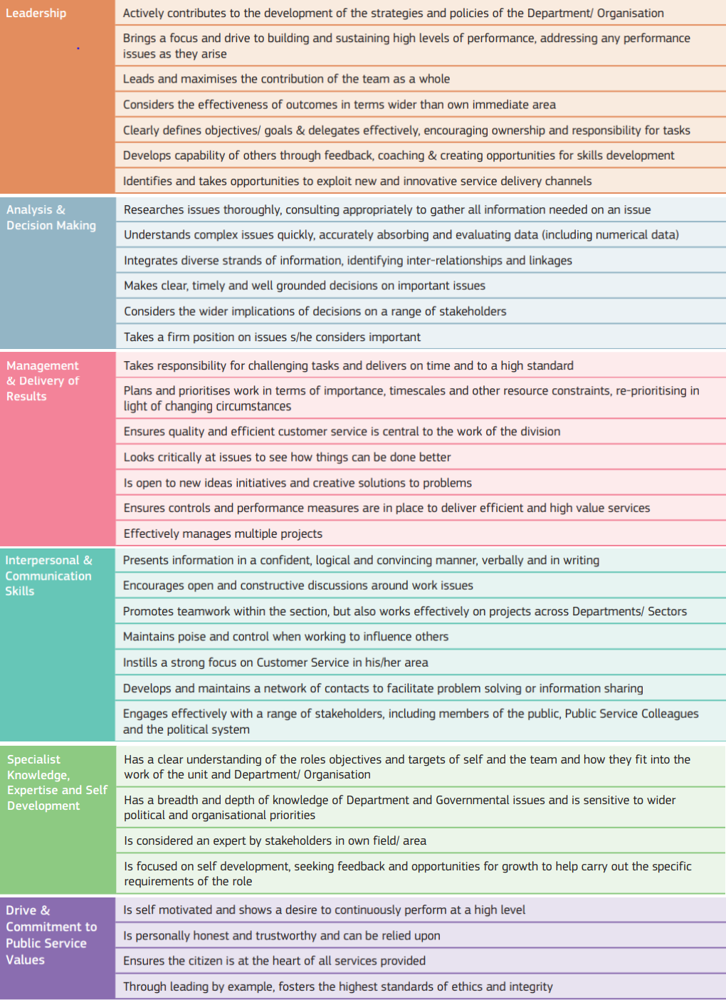 Leadership
Actively contributes to the development of the strategies and policies of the Department/ Organisation
Brings a focus and drive to building and sustaining high levels of performance, addressing any performance
issues as they arise
Leads and maximises the contribution of the team as a whole
Considers the effectiveness of outcomes in terms wider than own immediate area
Clearly defines objectives/ goals & delegates effectively, encouraging ownership and responsibility for tasks
Develops capability of others through feedback, coaching & creating opportunities for skills development
Identifies and takes opportunities to exploit new and innovative service delivery channels
Analysis &
Decision Making
Researches issues thoroughly, consulting appropriately to gather all information needed on an issue
Understands complex issues quickly, accurately absorbing and evaluating data (including numerical data)
Integrates diverse strands of information, identifying inter-relationships and linkages
Makes clear, timely and well grounded decisions on important issues
Considers the wider implications of decisions on a range of stakeholders
Takes a firm position on issues s/he considers important
Management
& Delivery of
Results
Takes responsibility for challenging tasks and delivers on time and to a high standard
Plans and prioritises work in terms of importance, timescales and other resource constraints, re-prioritising in
light of changing circumstances
Ensures quality and efficient customer service is central to the work of the division
Looks critically at issues to see how things can be done better
Is open to new ideas initiatives and creative solutions to problems
Ensures controls and performance measures are in place to deliver efficient and high value services
Effectively manages multiple projects
Interpersonal &
Communication
Skills
Presents information in a confident, logical and convincing manner, verbally and in writing
Encourages open and constructive discussions around work issues
Promotes teamwork within the section, but also works effectively on projects across Departments/ Sectors
Maintains poise and control when working to influence others
Instills a strong focus on Customer Service in his/her area
Develops and maintains a network of contacts to facilitate problem solving or information sharing
Engages effectively with a range of stakeholders, including members of the public, Public Service Colleagues
and the political system
Specialist
Knowledge,
Expertise and Self
Development
Has a clear understanding of the roles objectives and targets of self and the team and how they fit into the
work of the unit and Department/ Organisation
Has a breadth and depth of knowledge of Department and Governmental issues and is sensitive to wider
political and organisational priorities
Is considered an expert by stakeholders in own field/ area
Is focused on self development, seeking feedback and opportunities for growth to help carry out the specific
requirements of the role
Drive &
Commitment to
Public Service
Values
Is self motivated and shows a desire to continuously perform at a high level
Is personally honest and trustworthy and can be relied upon
Ensures the citizen is at the heart of all services provided
Through leading by example, fosters the highest standards of ethics and integrity